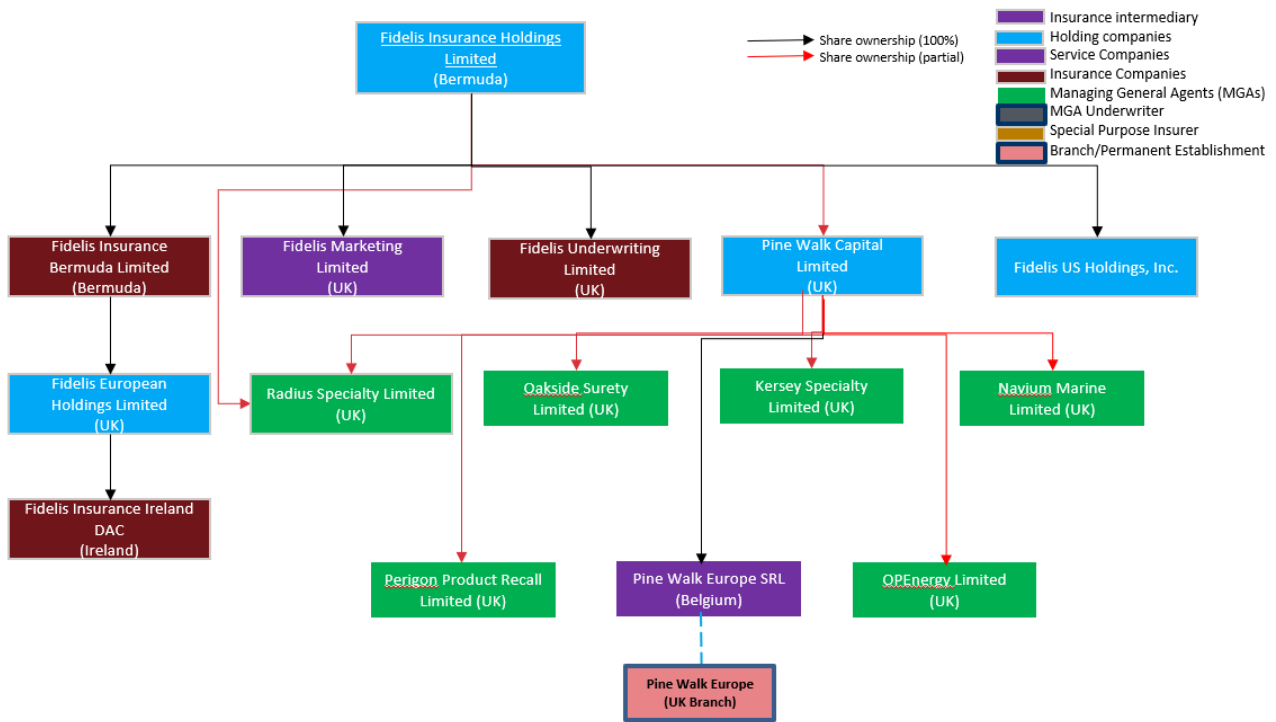 Fidelis Insurance Holdings
Limited
(Bermuda)
Share ownership (100%)
Share ownership (partial)
Insurance intermediary
Holding companies
Service Companies
Insurance Companies
Managing General Agents (MGAs)
MGA Underwriter
Special Purpose Insurer
Branch/Permanent Establishment
Fidelis Insurance
Bermuda Limited
(Bermuda)
Fidelis Marketing
Limited
(UK)
Fidelis Underwriting
Limited
(UK)
Pine Walk Capital
Limited
(UK)
Fidelis US Holdings, Inc.
Fidelis European
Holdings Limited
(UK)
Radius Specialty Limited
(UK)
Oakside Surety
Limited (UK)
Kersey Specialty
Limited (UK)
Navium Marine
Limited (UK)
Fidelis Insurance Ireland
DAC
(Ireland)
Perigon Product Recall
Limited (UK)
Pine Walk Europe SRL
(Belgium)
OPEnergy Limited
(UK)
Pine Walk Europe
(UK Branch)